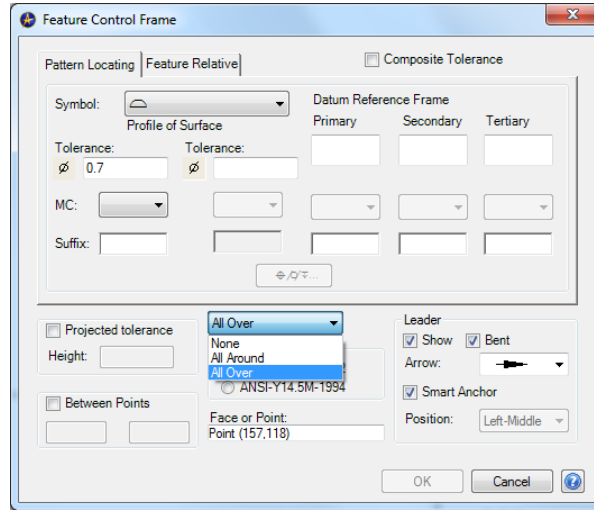 Feature Control Frame
Pattern Locating Feature Relative
Composite Tolerance
Symbol:
Profile of Surface
Datum Reference Frame
Primary Secondary Tertiary
Tolerance: Tolerance:
Ø 0.7 Ø
MC:
Suffix:
Projected tolerance
Height:
Between Points
All Over
None
All Around
All Over
ANSI-Y14.5M-1994
Face or Point:
Point (157,118)
Leader
Show Bent
Arrow:
Smart Anchor
Position: Left-Middle
OK Cancel ?